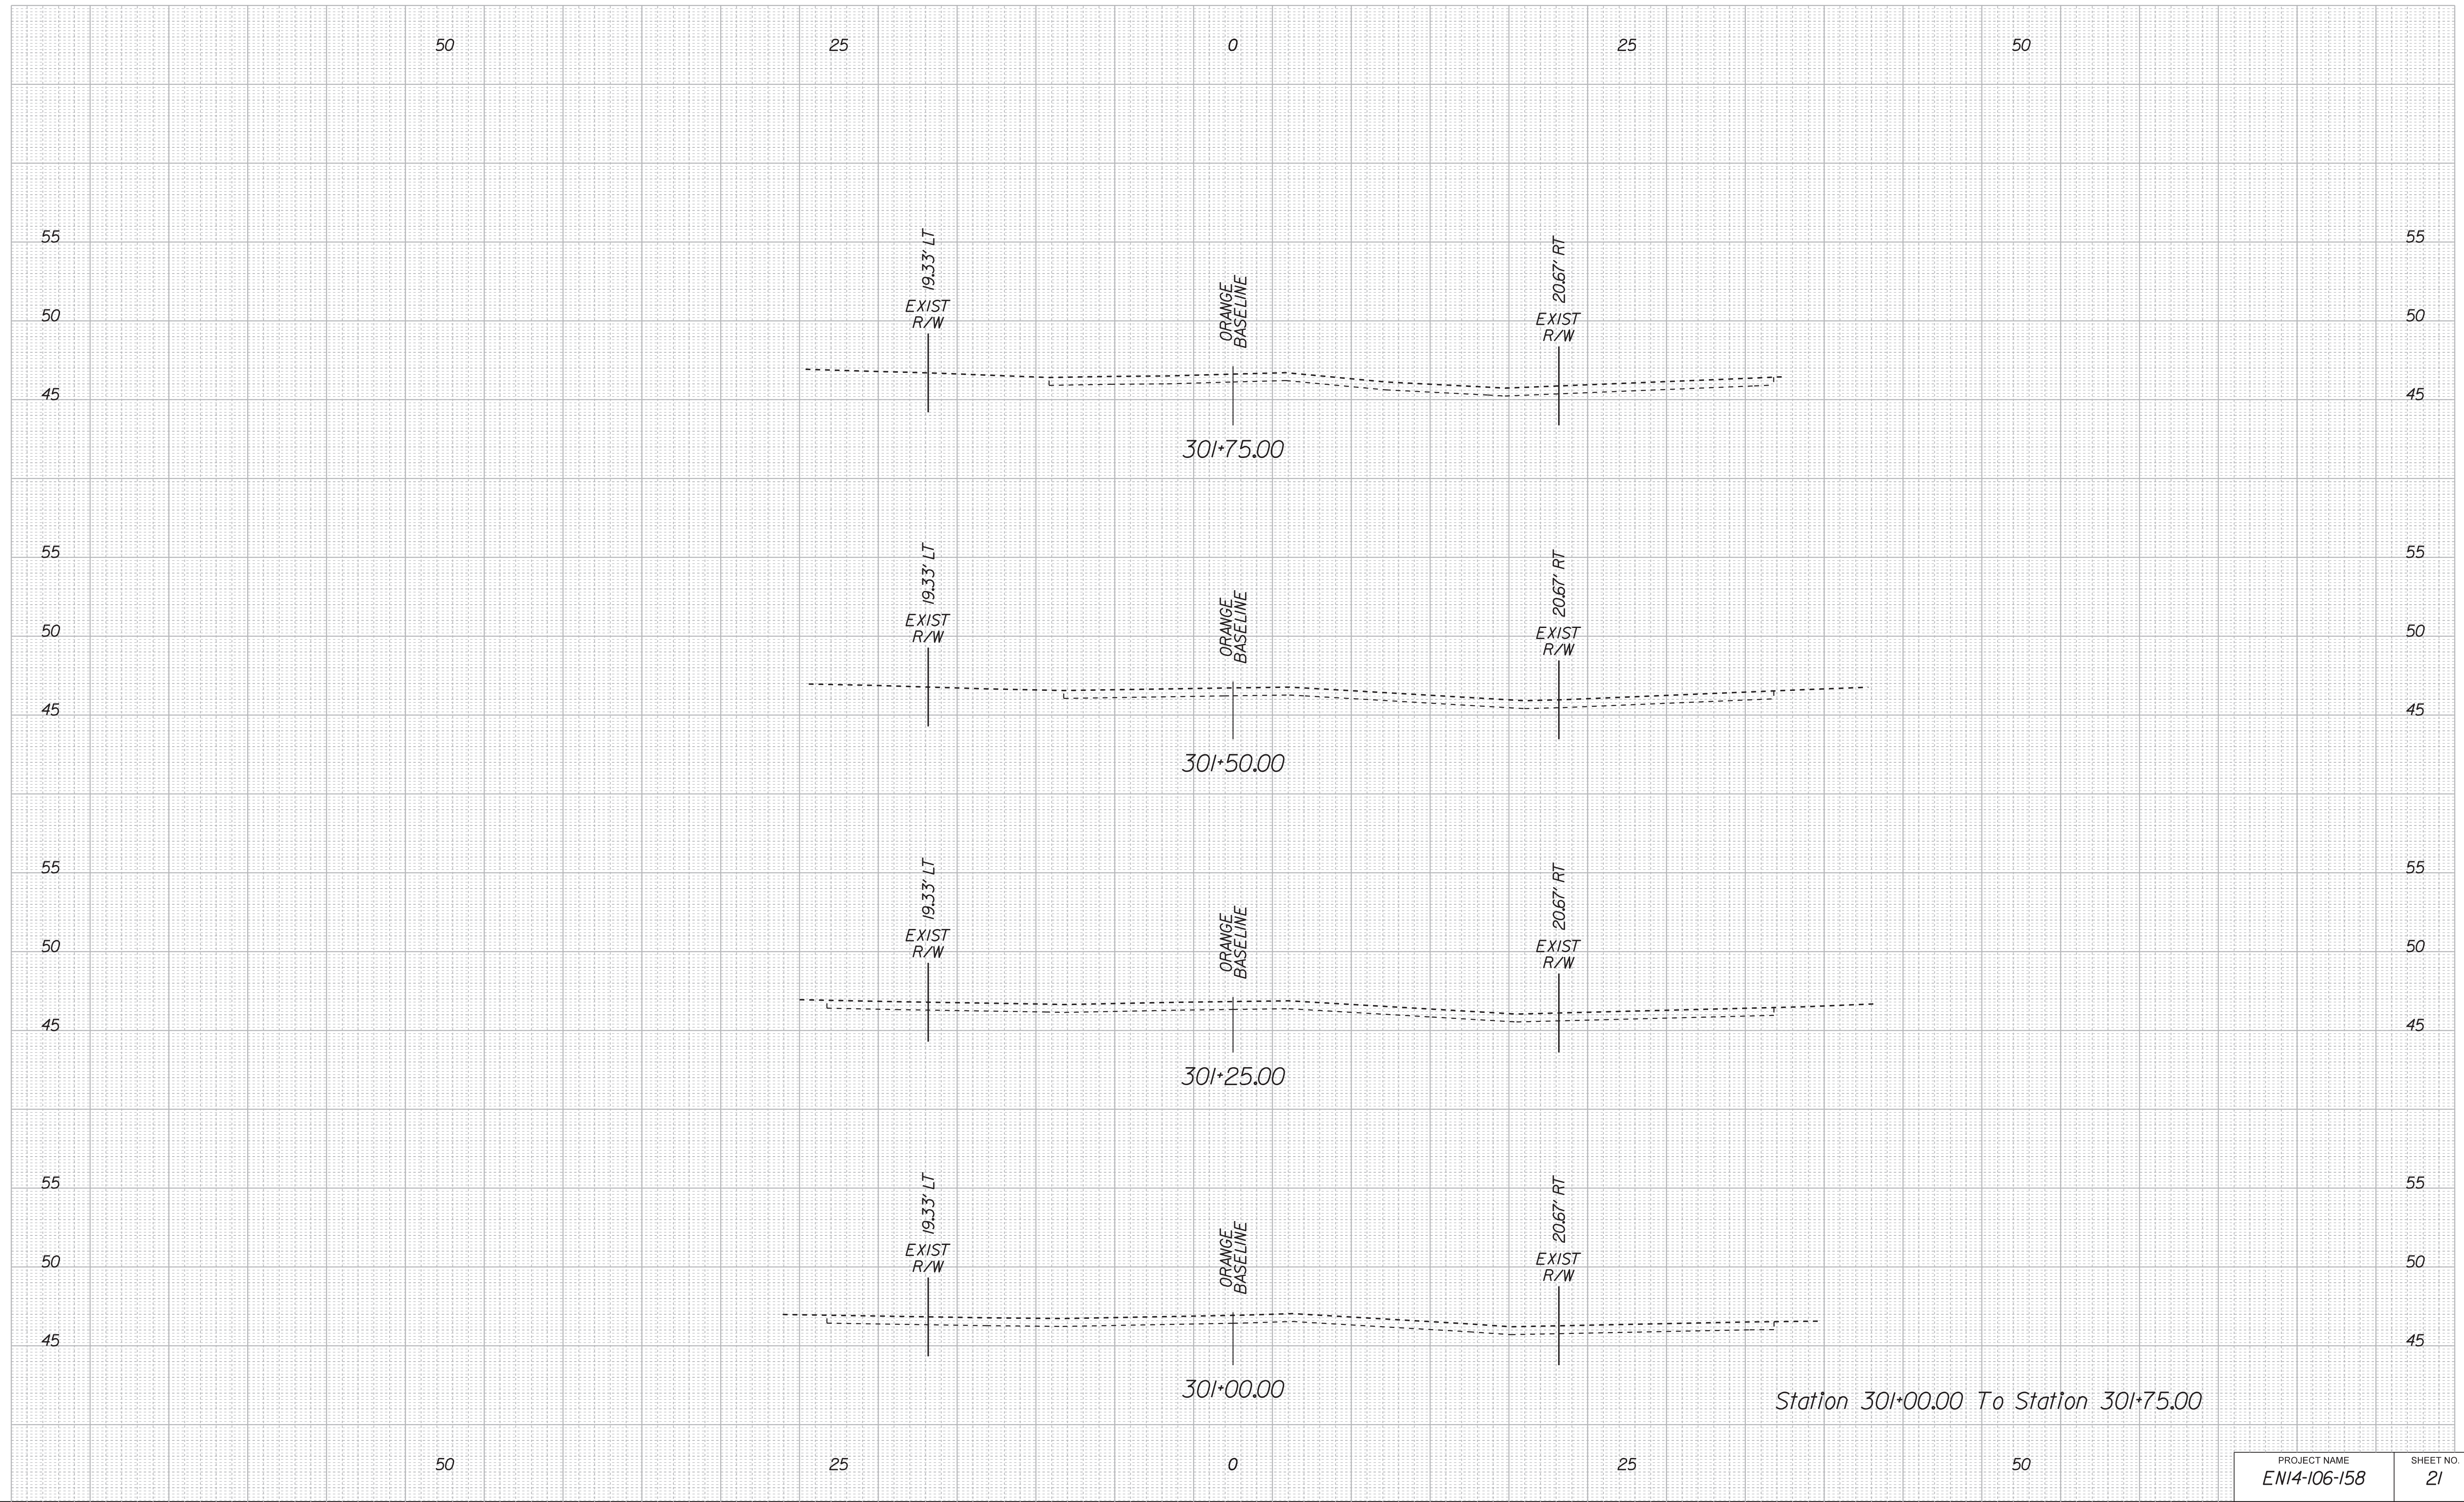 50 25 0 25 50
55 55
19.33' LT
20.67' RT
ORANGE
BASELINE
50 EXIST
R/W
EXIST
R/W
50
45 45
301+75.00
55 55
19.33' LT
20.67' RT
ORANGE
BASELINE
50 EXIST
R/W
EXIST
R/W
50
45 45
301+50.00
55 55
19.33' LT
20.67' RT
ORANGE
BASELINE
50 EXIST
R/W
EXIST
R/W
50
45 45
301+25.00
55 55
19.33' LT
20.67' RT
ORANGE
BASELINE
50 EXIST
R/W
EXIST
R/W
50
45 45
301+00.00
Station 301+00.00 To Station 301+75.00
50 25 0 25 50
PROJECT NAME
EN14-106-158
SHEET NO.
21